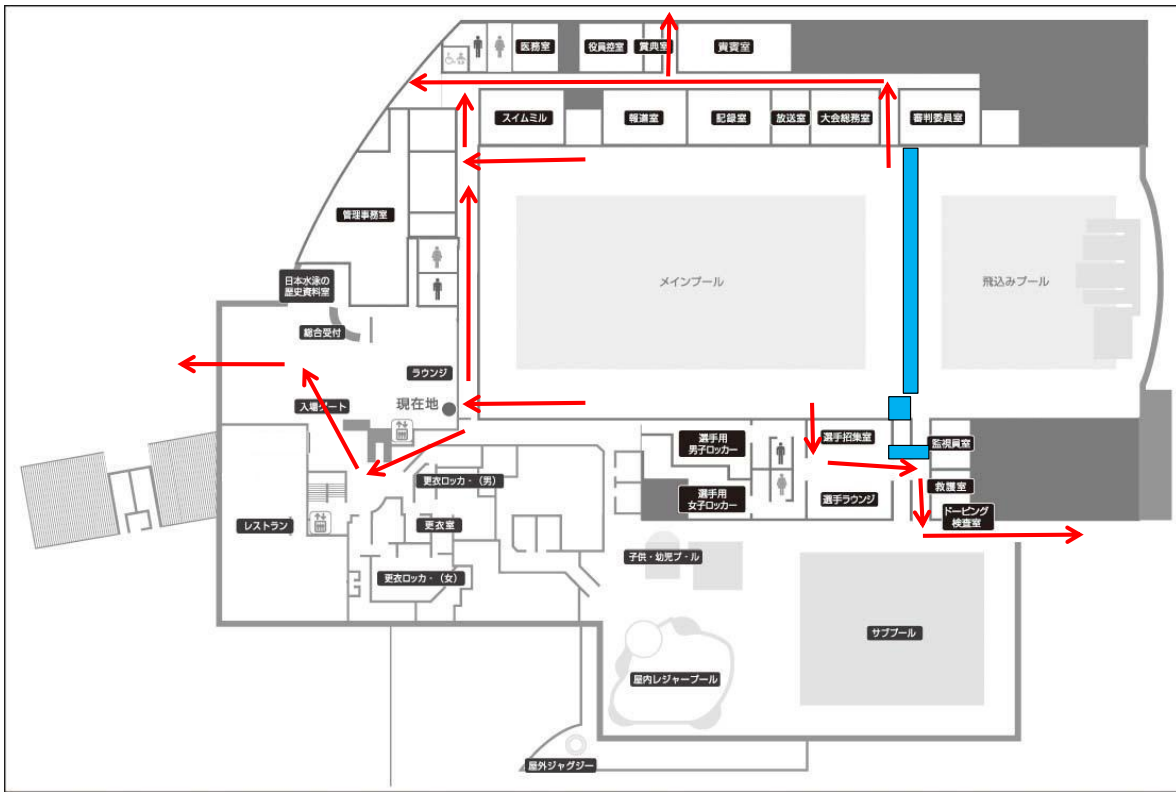 医務室
役員控室
賞典室
貴賓室
スイムミル
報道室
記録室
放送室
大会総務室
審判委員室
管理事務室
メインプール
飛込みプール
日本水泳の
歴史資料室
総合受付
ラウンジ
入場ゲート
現在地
選手用
男子ロッカー
選手招集室
監視員室
更衣ロッカ-（男）
選手用
女子ロッカー
選手ラウンジ
救護室
ドーピング
検査室
レストラン
更衣室
更衣ロッカ-（女）
子供・幼児プール
サブプール
屋内レジャープール
屋外ジャグジー